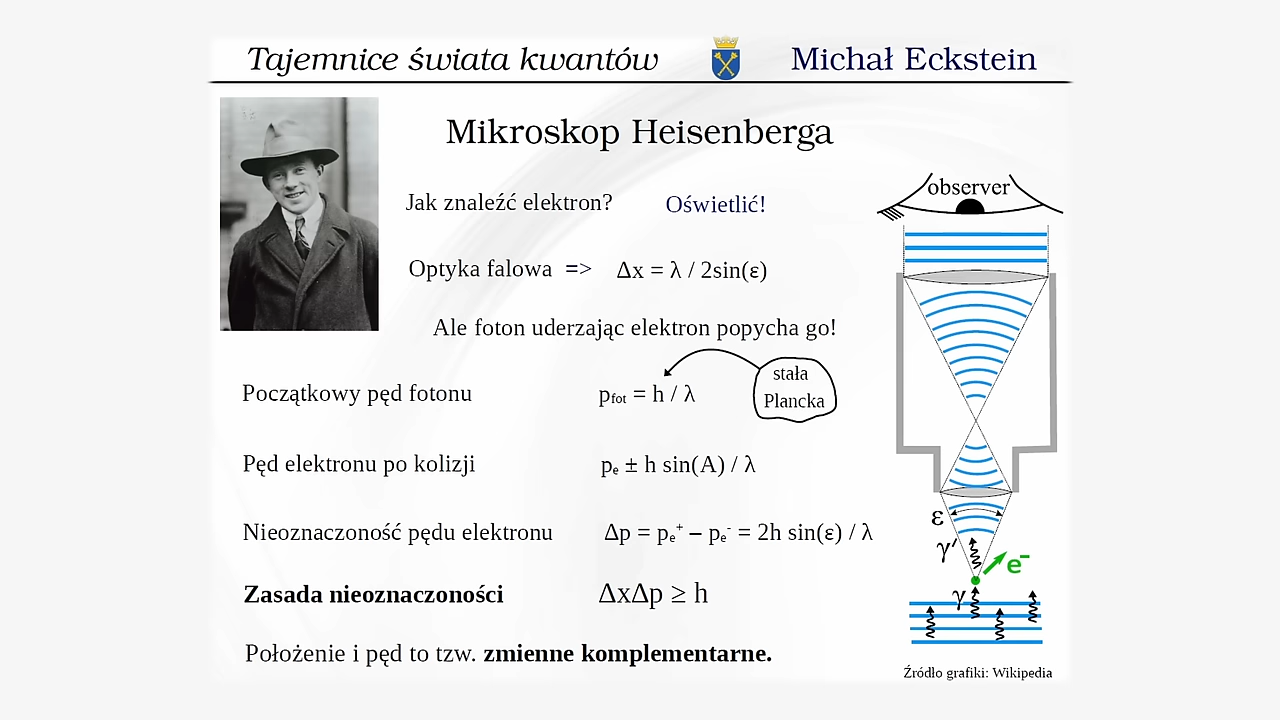 Tajemnice świata kwantów
Michał Eckstein
Mikroskop Heisenberga
Jak znaleźć elektron? Oświetlić!
Optyka falowa => Δx = λ / 2sin(ε)
Ale foton uderzając elektron popycha go!
stała
Plancka
Początkowy pęd fotonu p_fot = h / λ
Pęd elektronu po kolizji p_e ± h sin(A) / λ
Nieoznaczoność pędu elektronu Δp = p_e^+ – p_e^- = 2h sin(ε) / λ
Zasada nieoznaczoności ΔxΔp ≥ h
Położenie i pęd to tzw. zmienne komplementarne.
observer
ε
γ′
e⁻
γ
Źródło grafiki: Wikipedia